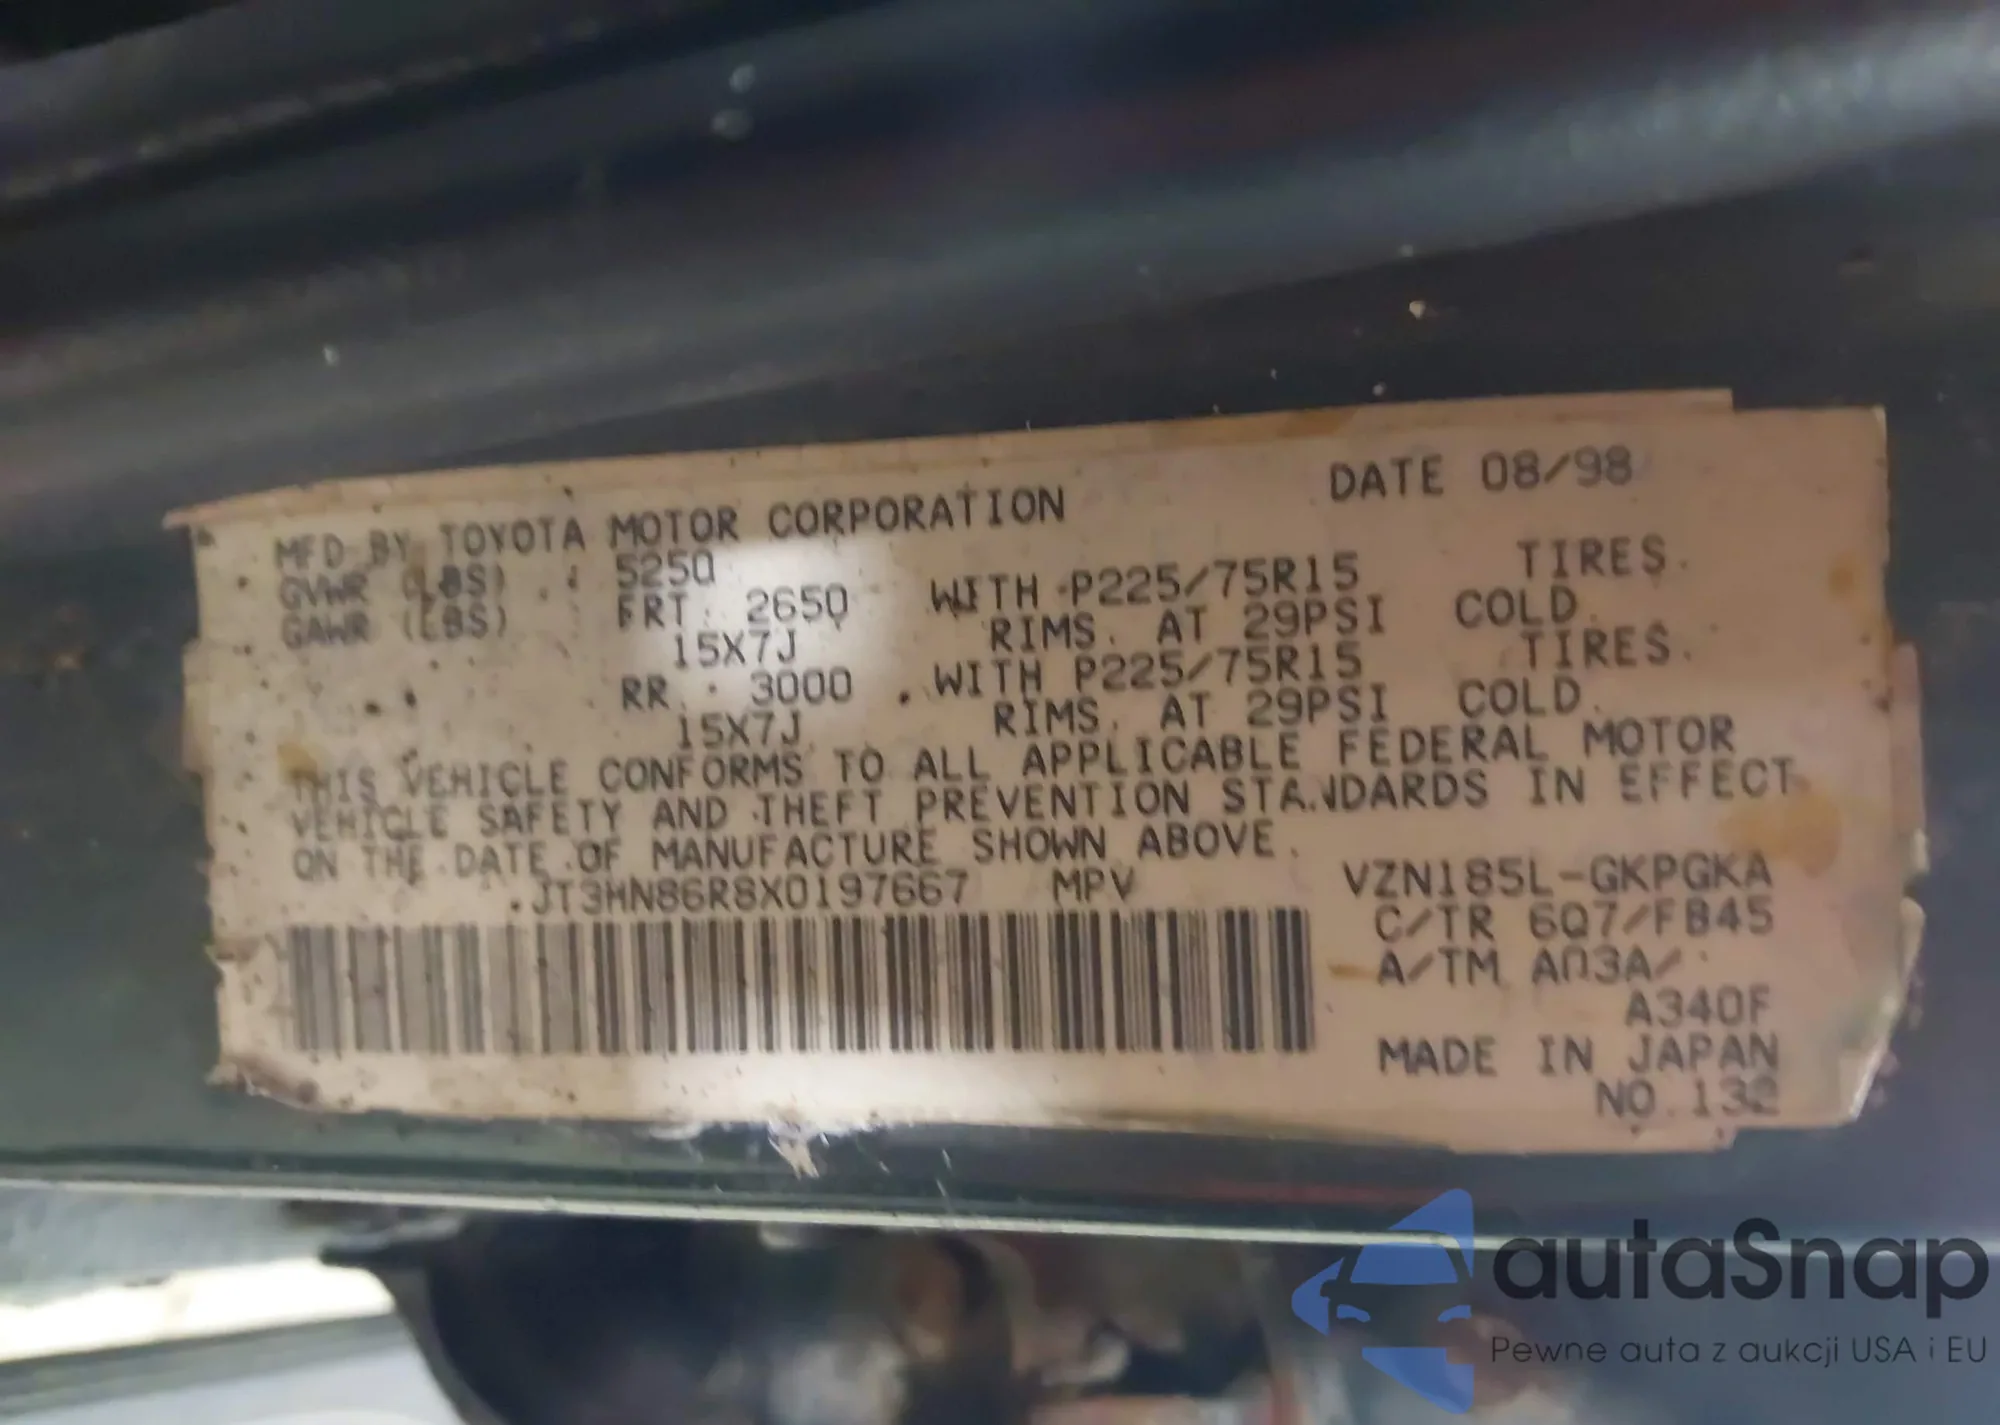 MFD BY TOYOTA MOTOR CORPORATION DATE 08/98
GVWR (LBS) : 5250
GAWR (LBS) FRT: 2650 WITH P225/75R15 TIRES.
15X7J RIMS. AT 29PSI COLD.
RR : 3000 WITH P225/75R15 TIRES.
15X7J RIMS. AT 29PSI COLD.
THIS VEHICLE CONFORMS TO ALL APPLICABLE FEDERAL MOTOR
VEHICLE SAFETY AND THEFT PREVENTION STANDARDS IN EFFECT
ON THE DATE OF MANUFACTURE SHOWN ABOVE.
JT3HN86R8X0197667 MPV VZN185L-GKPGKA
C/TR 6Q7/FB45
A/TM A03A/
A340F
MADE IN JAPAN
NO.132
autaSnap
Pewne auta z aukcji USA i EU